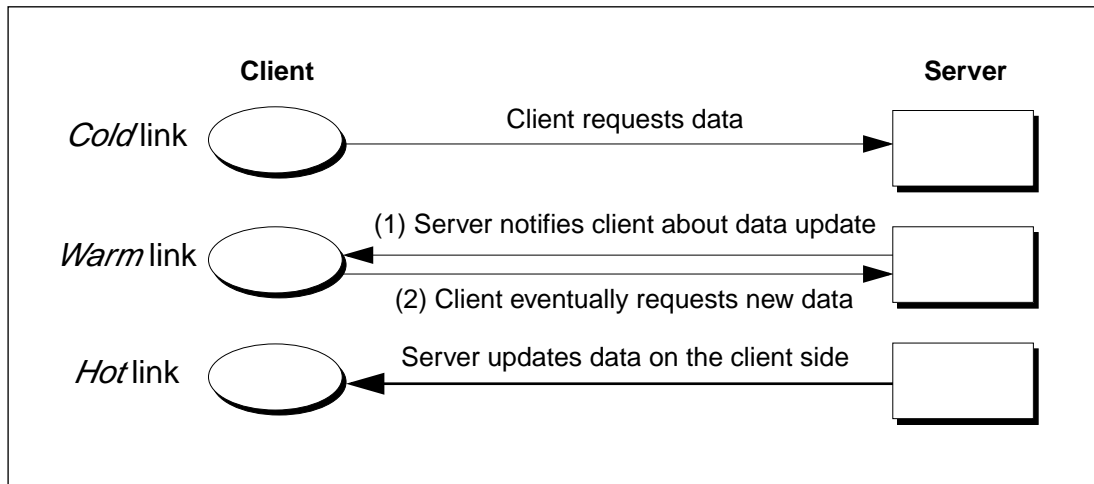 Client Server
Cold link Client requests data
(1) Server notifies client about data update
Warm link
(2) Client eventually requests new data
Hot link Server updates data on the client side